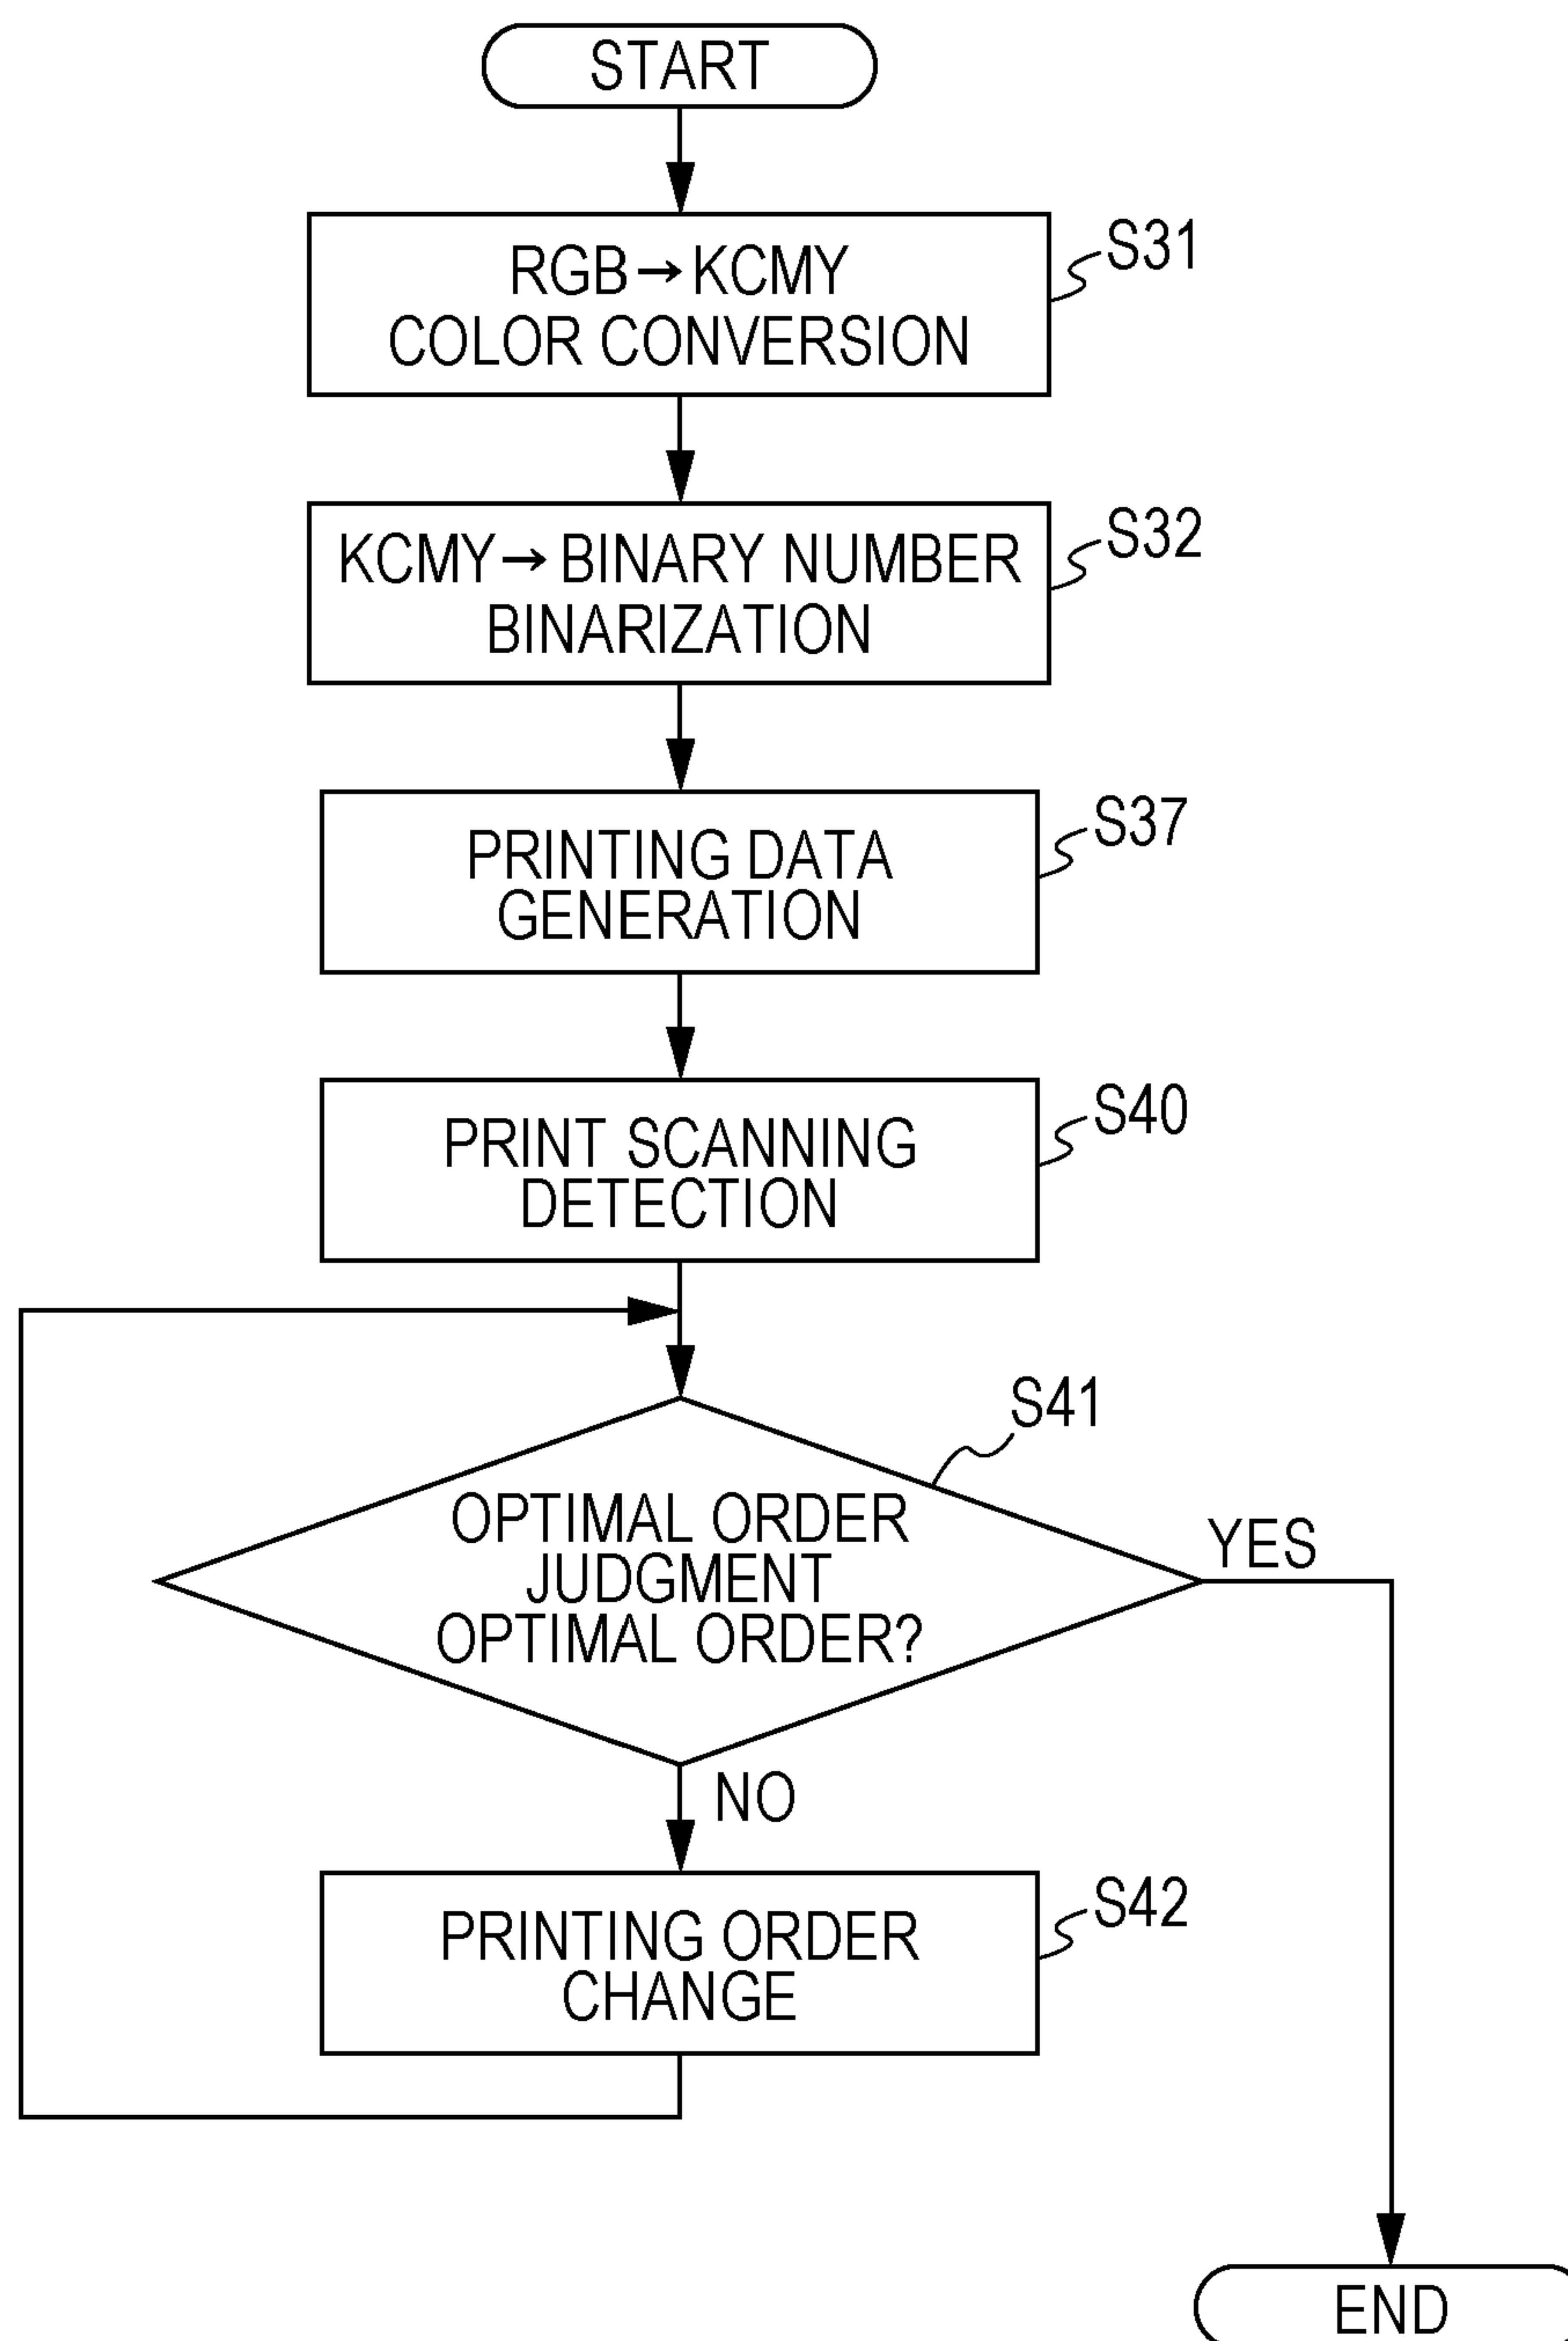 START
RGB→KCMY
COLOR CONVERSION
S31
KCMY→BINARY NUMBER
BINARIZATION
S32
PRINTING DATA
GENERATION
S37
PRINT SCANNING
DETECTION
S40
S41
OPTIMAL ORDER
JUDGMENT
OPTIMAL ORDER?
YES
NO
PRINTING ORDER
CHANGE
S42
END